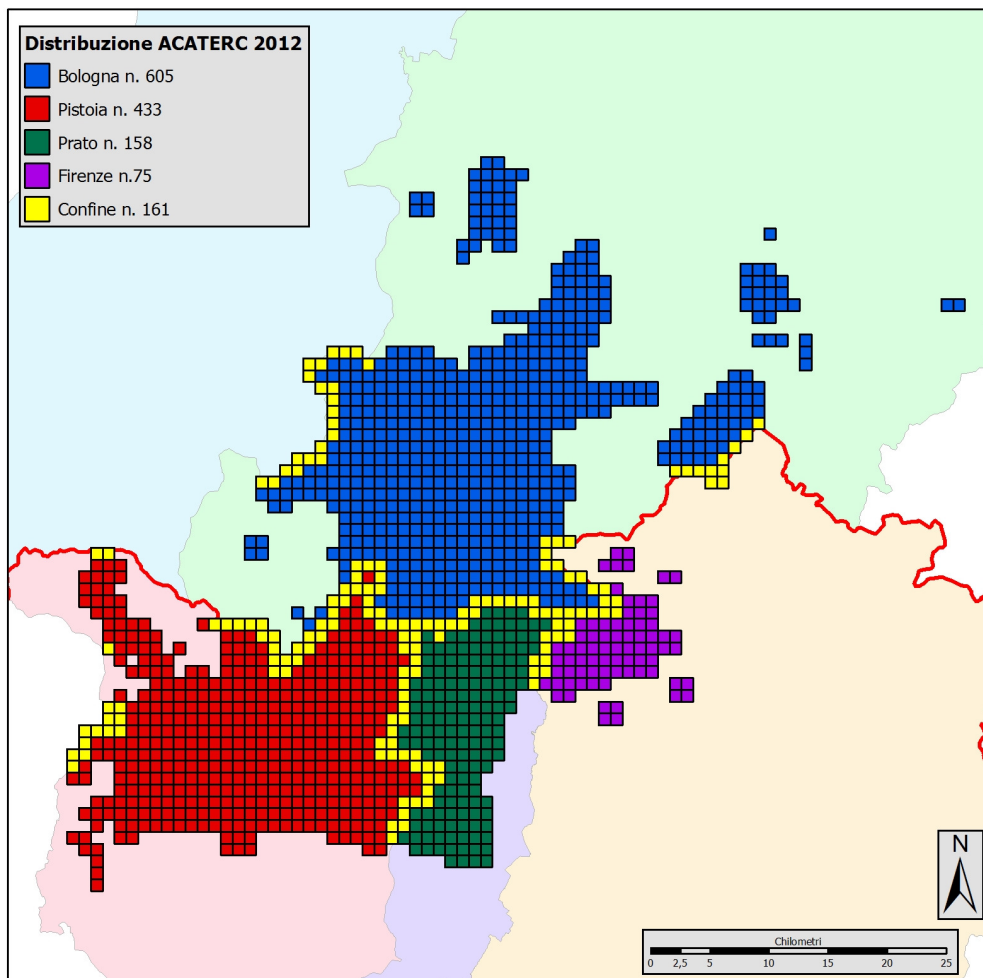 Distribuzione ACATERC 2012
Bologna n. 605
Pistoia n. 433
Prato n. 158
Firenze n.75
Confine n. 161
N
Chilometri
0 2,5 5 10 15 20 25